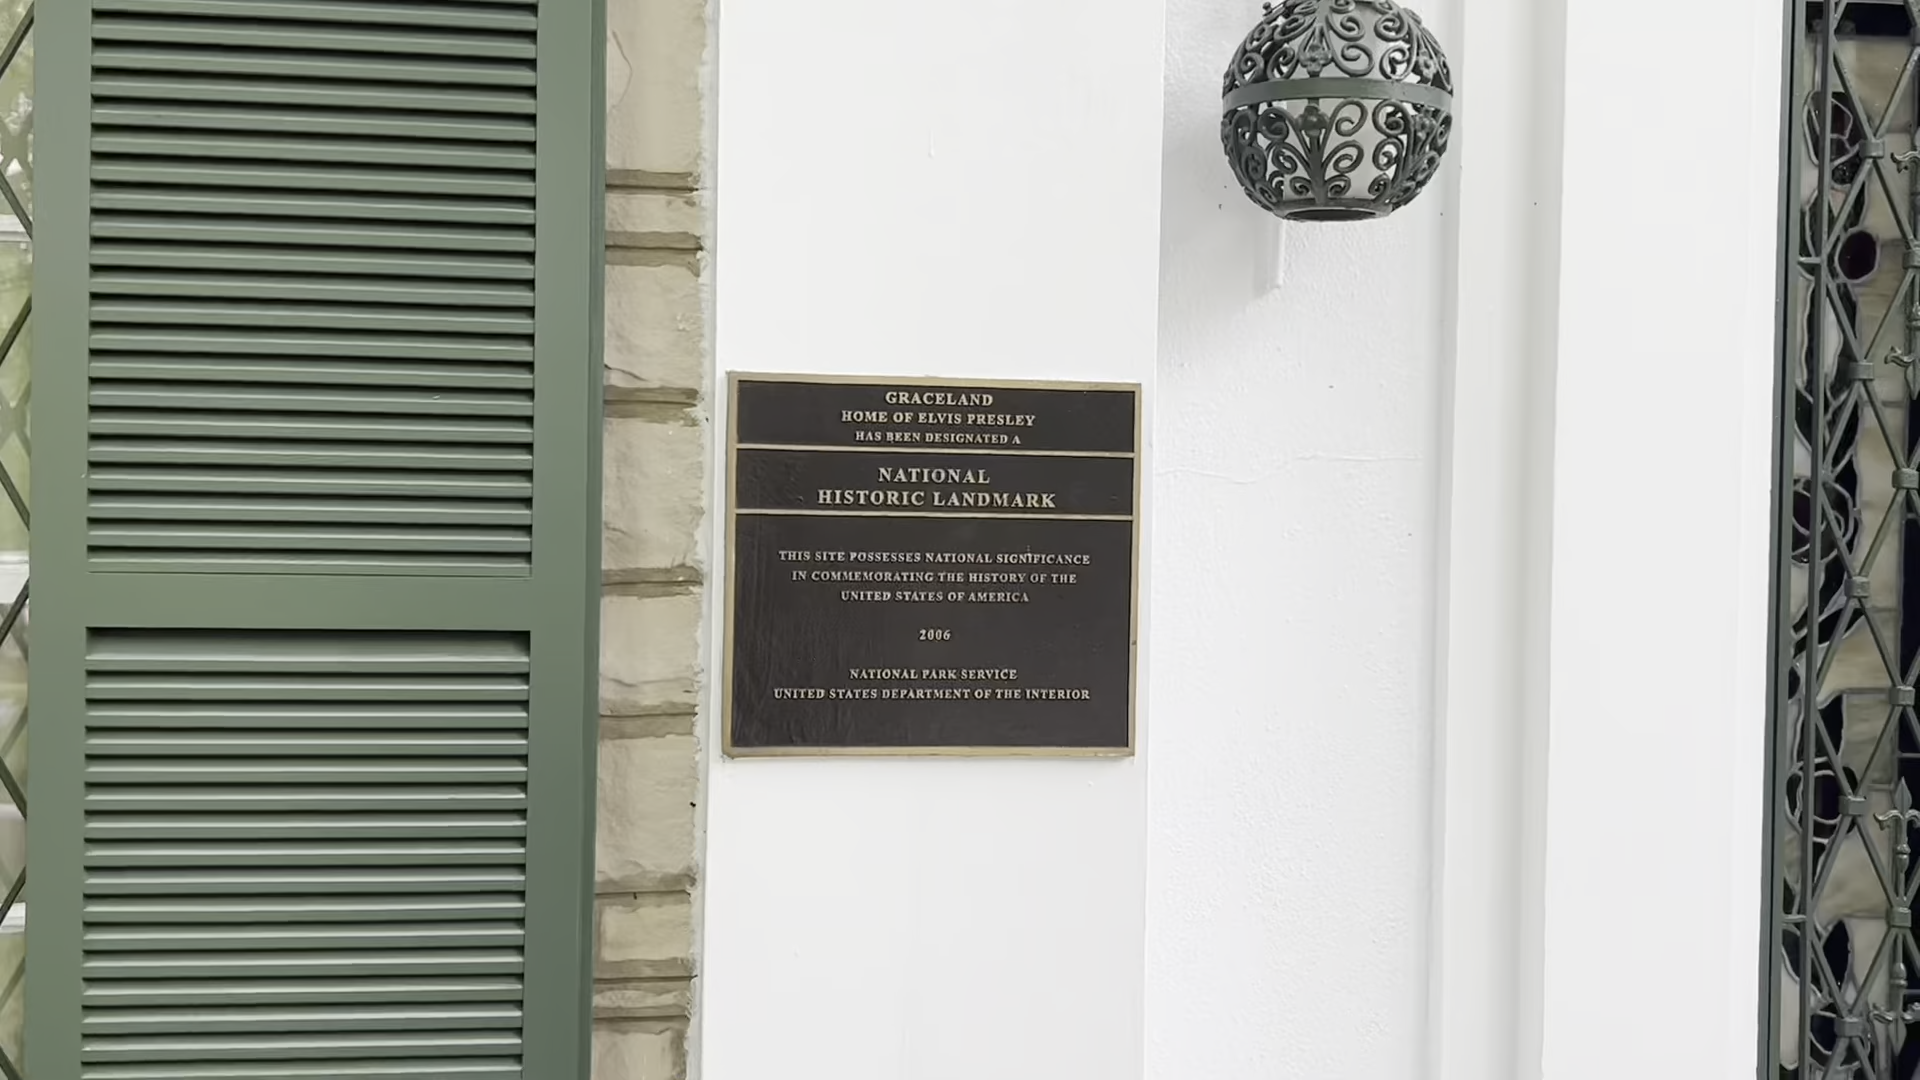 GRACELAND
HOME OF ELVIS PRESLEY
HAS BEEN DESIGNATED A
NATIONAL
HISTORIC LANDMARK
THIS SITE POSSESSES NATIONAL SIGNIFICANCE
IN COMMEMORATING THE HISTORY OF THE
UNITED STATES OF AMERICA
2006
NATIONAL PARK SERVICE
UNITED STATES DEPARTMENT OF THE INTERIOR